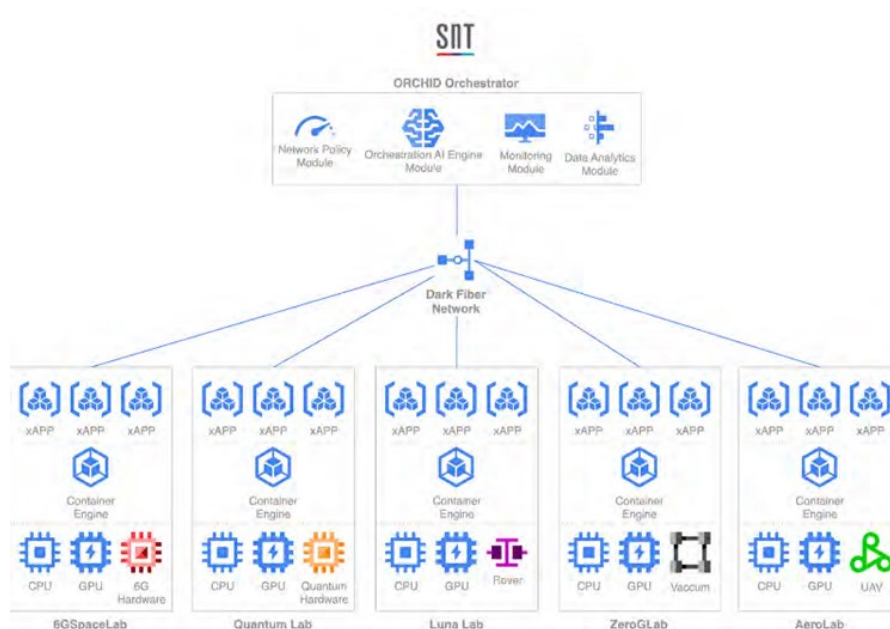 SNT
ORCHID Orchestrator
Network Policy
Module
Orchestration AI Engine
Module
Monitoring
Module
Data Analytics
Module
Dark Fiber
Network
xAPP xAPP xAPP
xAPP xAPP xAPP
xAPP xAPP xAPP
xAPP xAPP xAPP
xAPP xAPP xAPP
Container
Engine
Container
Engine
Container
Engine
Container
Engine
Container
Engine
CPU GPU 6G
Hardware
CPU GPU Quantum
Hardware
CPU GPU Rover
CPU GPU Vaccum
CPU GPU UAV
6GSpaceLab
Quantum Lab
Luna Lab
ZeroGLab
AeroLab